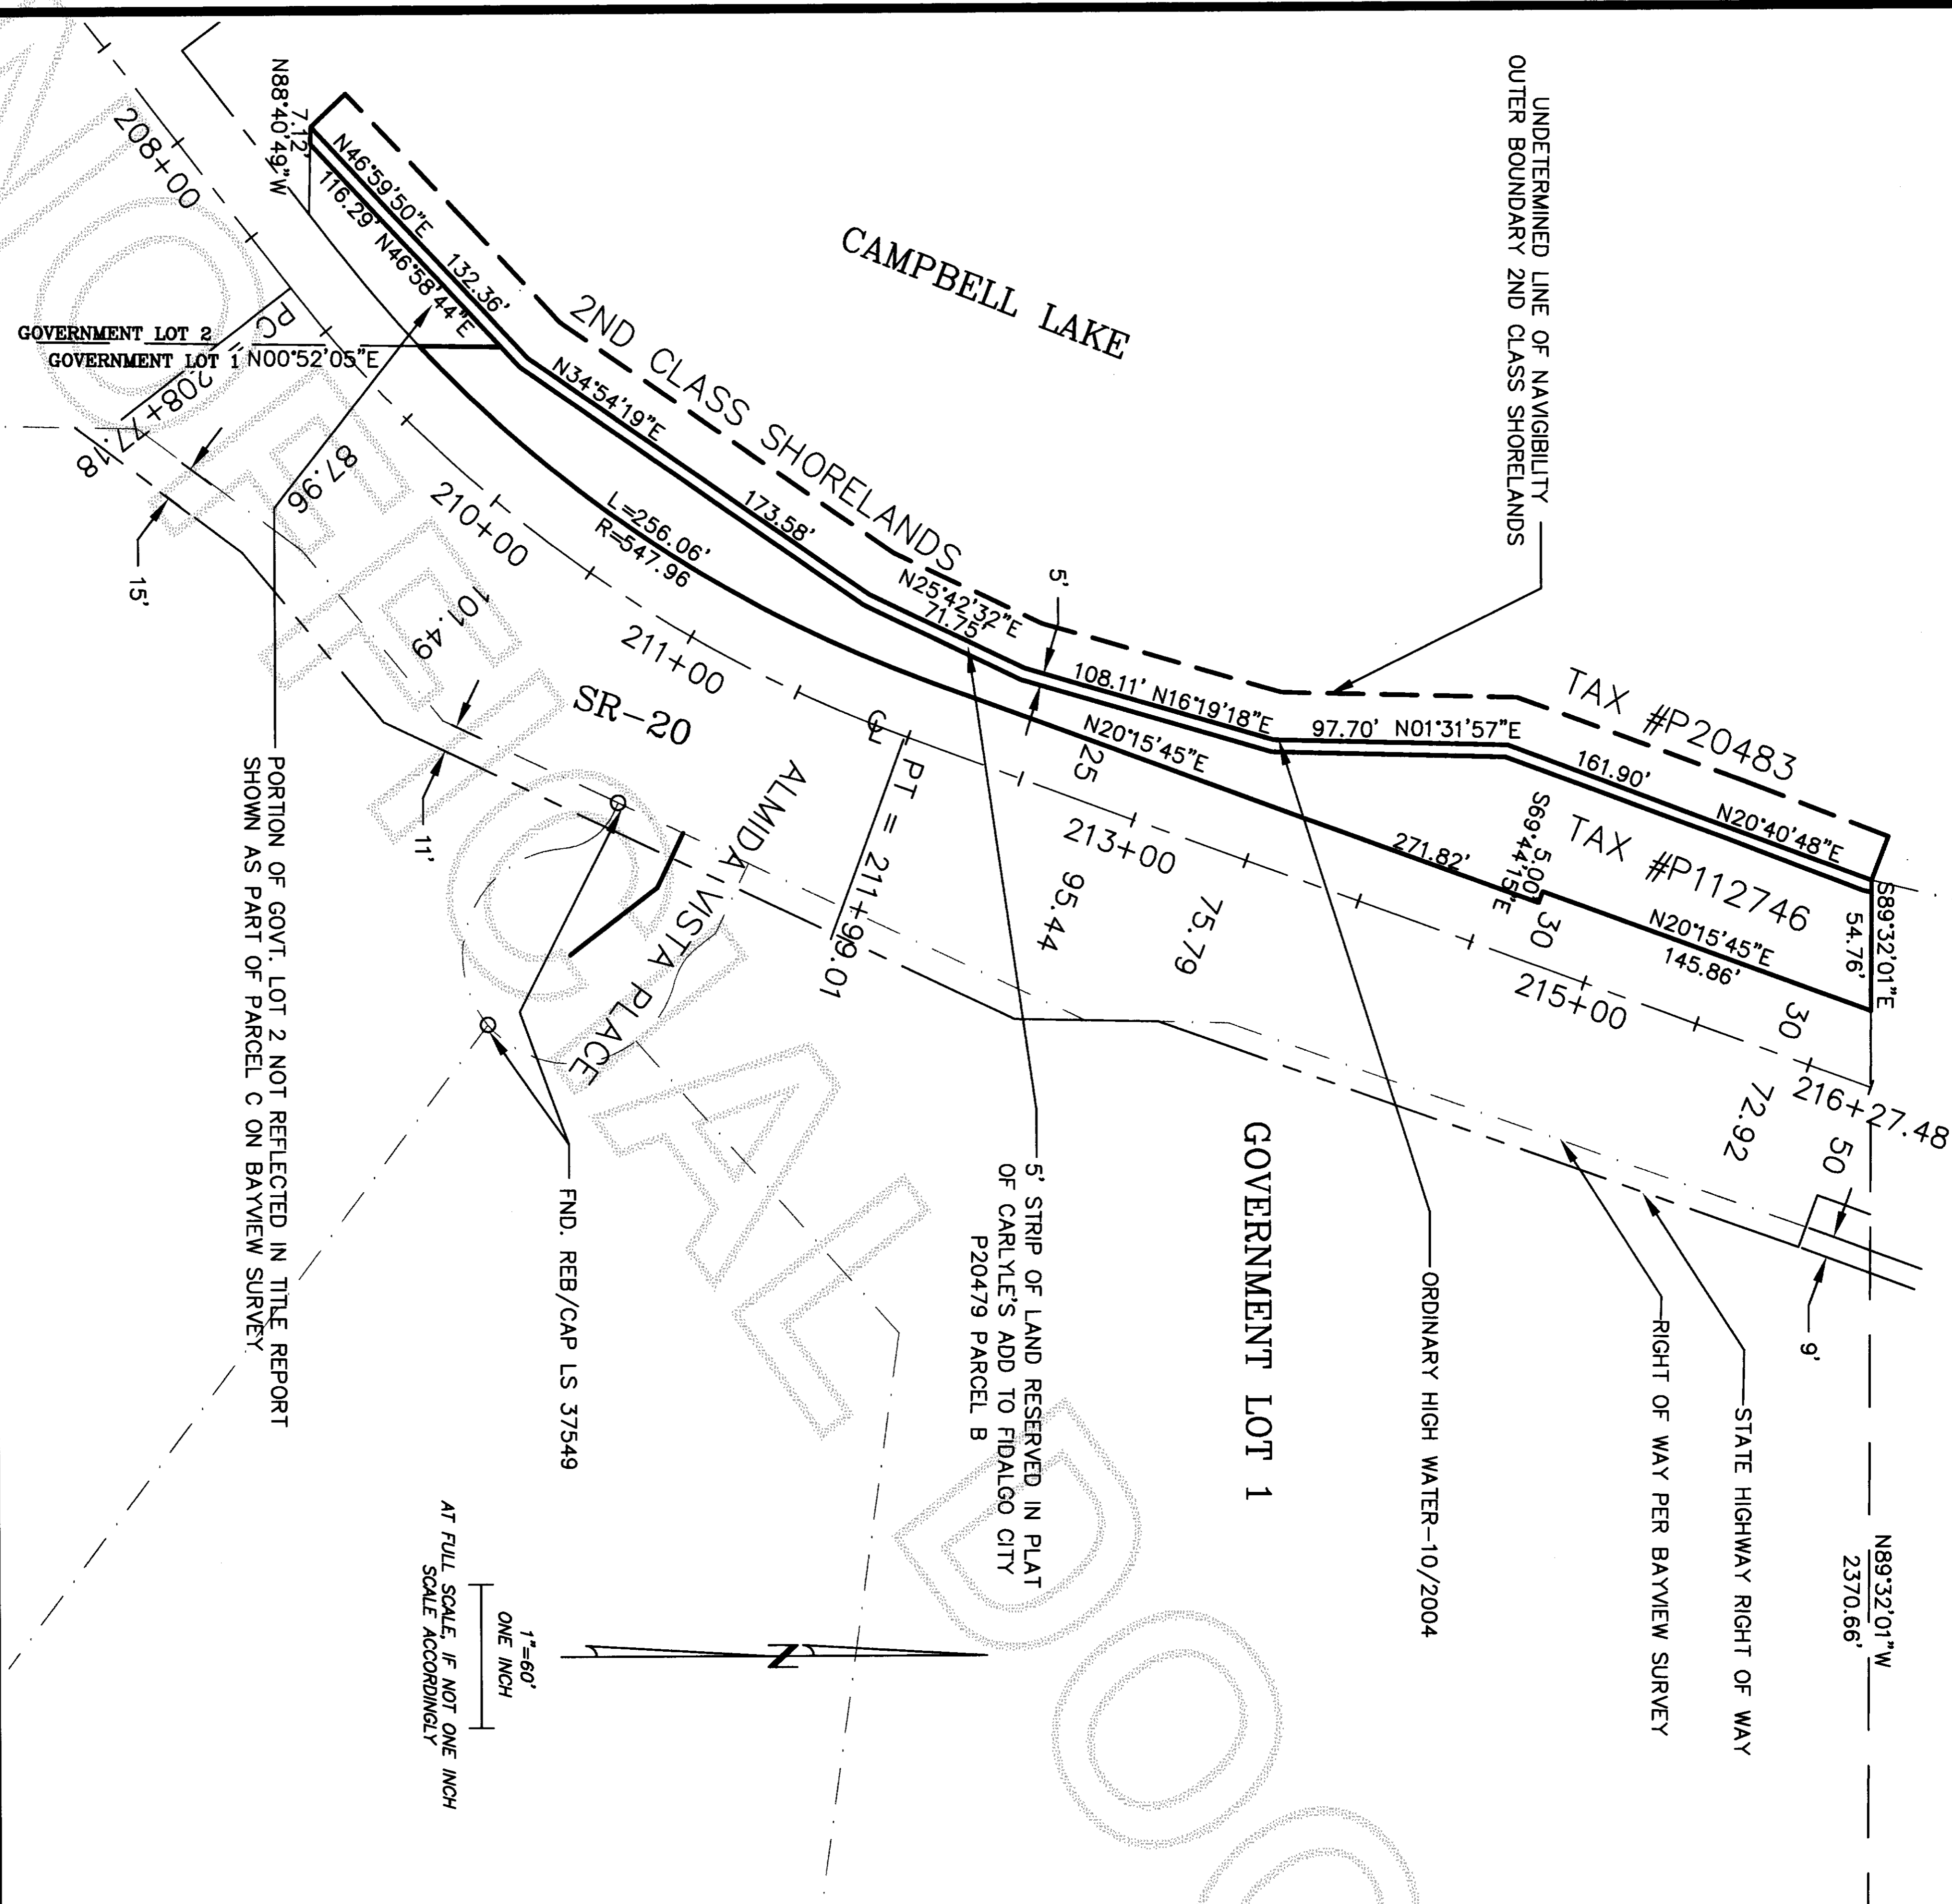 UNDETERMINED LINE OF NAVIGIBILITY
OUTER BOUNDARY 2ND CLASS SHORELANDS
CAMPBELL LAKE
2ND CLASS SHORELANDS
N88°40'49"W
7.12'
N46°59'50"E
132.36'
116.29' N46°58'44"E
208+00
GOVERNMENT LOT 2
GOVERNMENT LOT 1
N00°52'05"E
PC = 208+77.18
87.96
15'
N34°54'19"E
173.58'
L=256.06'
R=547.96
210+00
101.49
211+00
SR-20
11'
N25°42'32"E
71.75'
5'
108.11' N16°19'18"E
97.70' N01°31'57"E
161.90'
N20°40'48"E
TAX #P20483
TAX #P112746
S89°32'01"E
54.76'
N20°15'45"E
271.82'
S69°44'15"E
5.00'
N20°15'45"E
145.86'
25
30
30
CL
PT = 211+99.01
213+00
95.44
75.79
215+00
216+27.48
72.92
50
9'
ALMIDA VISTA PLACE
GOVERNMENT LOT 1
PORTION OF GOVT. LOT 2 NOT REFLECTED IN TITLE REPORT
SHOWN AS PART OF PARCEL C ON BAYVIEW SURVEY
FND. REB/CAP LS 37549
5' STRIP OF LAND RESERVED IN PLAT
OF CARLYLE'S ADD TO FIDALGO CITY
P20479 PARCEL B
ORDINARY HIGH WATER-10/2004
RIGHT OF WAY PER BAYVIEW SURVEY
STATE HIGHWAY RIGHT OF WAY
N89°32'01"W
2370.66'
N
1"=60'
ONE INCH
AT FULL SCALE, IF NOT ONE INCH
SCALE ACCORDINGLY
UNOFFICIAL DOC